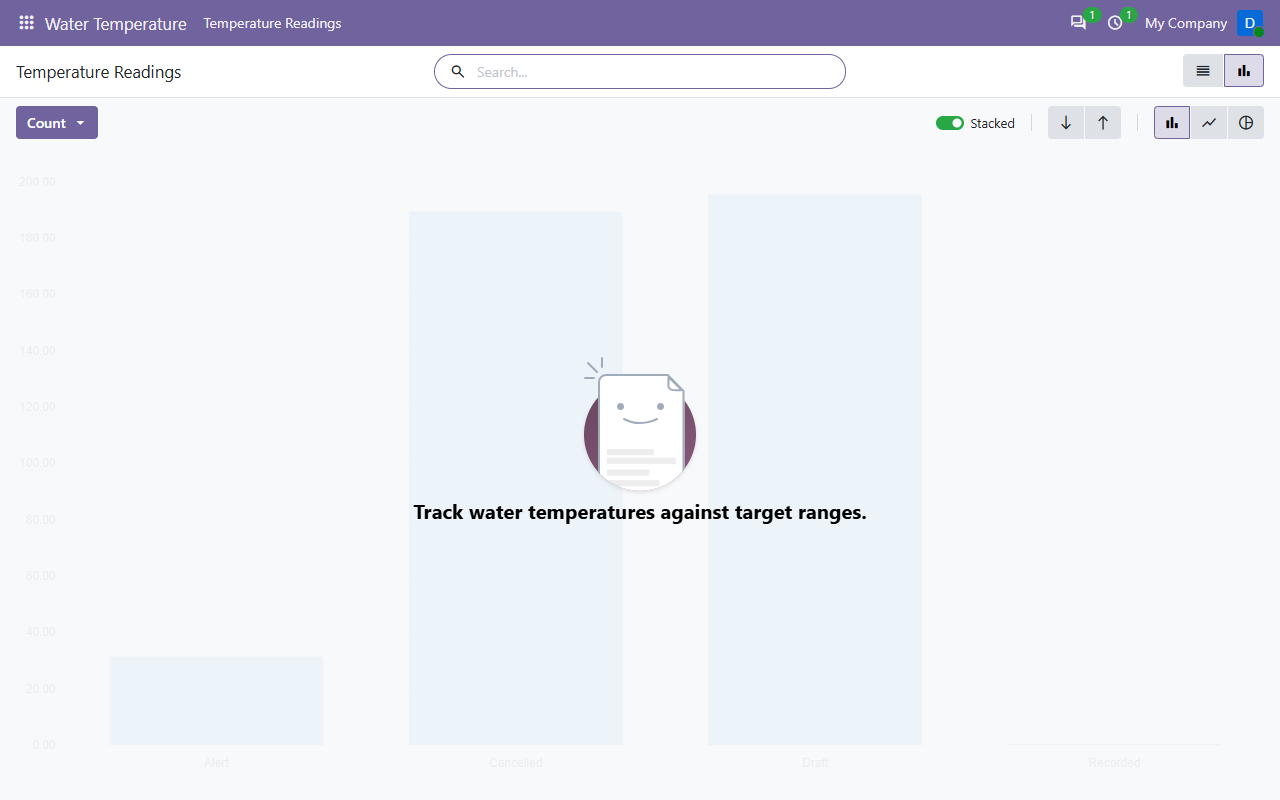 Water Temperature Temperature Readings 1 1 My Company D
Temperature Readings Search...
Count Stacked
200.00
180.00
160.00
140.00
120.00
100.00
80.00
60.00
40.00
20.00
0.00
Track water temperatures against target ranges.
Alert Cancelled Draft Recorded